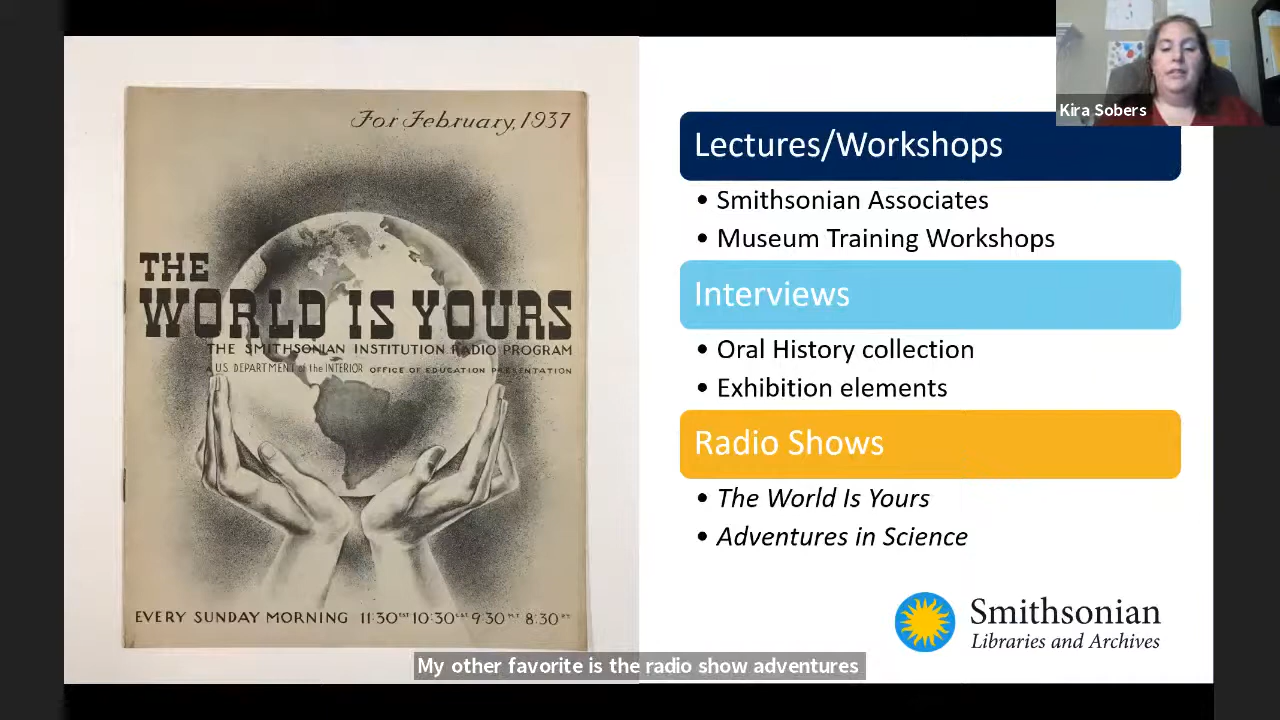 For February, 1937
THE
WORLD IS YOURS
THE SMITHSONIAN INSTITUTION RADIO PROGRAM
A U.S. DEPARTMENT of the INTERIOR OFFICE OF EDUCATION PRESENTATION
EVERY SUNDAY MORNING 11:30 EST 10:30 CST 9:30 M.T. 8:30 P.T.
Kira Sobers
Lectures/Workshops
• Smithsonian Associates
• Museum Training Workshops
Interviews
• Oral History collection
• Exhibition elements
Radio Shows
• The World Is Yours
• Adventures in Science
Smithsonian
Libraries and Archives
My other favorite is the radio show adventures